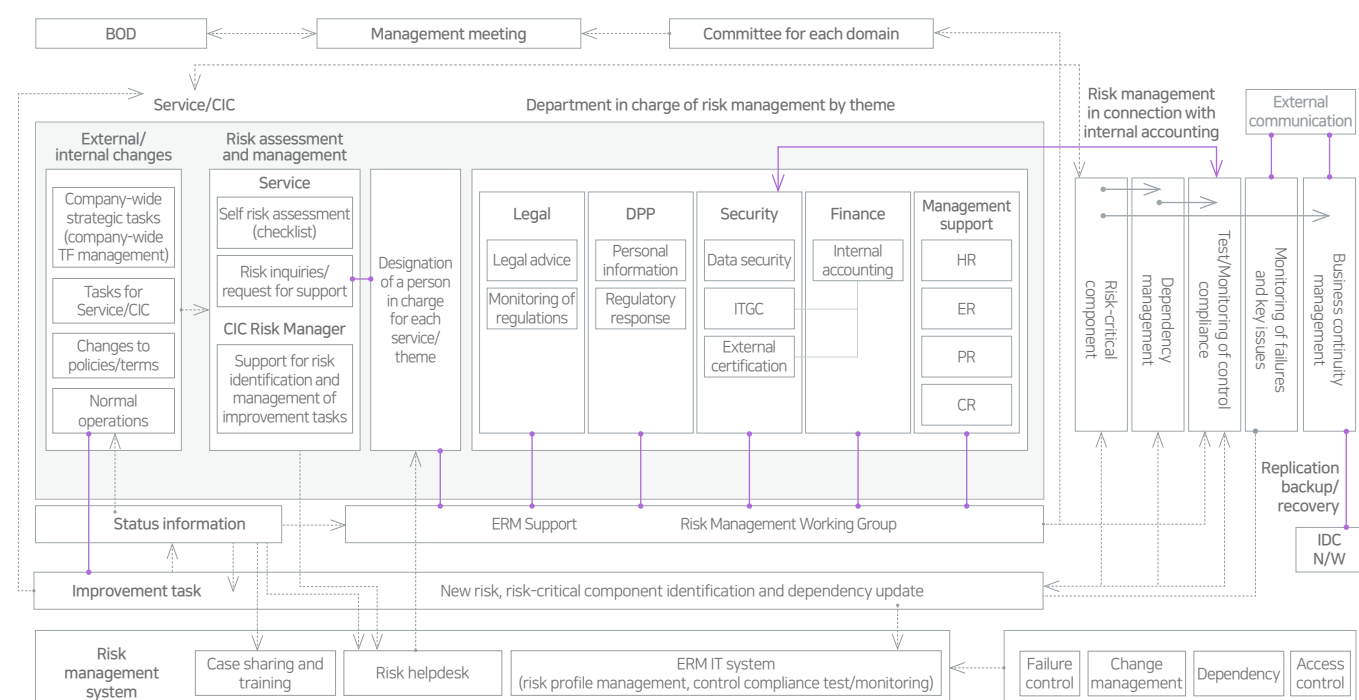 BOD
Management meeting
Committee for each domain
Service/CIC
Department in charge of risk management by theme
Risk management
in connection with
internal accounting
External
communication
External/
internal changes
Company-wide
strategic tasks
(company-wide
TF management)
Tasks for
Service/CIC
Changes to
policies/terms
Normal
operations
Risk assessment
and management
Service
Self risk assessment
(checklist)
Risk inquiries/
request for support
CIC Risk Manager
Support for risk
identification and
management of
improvement tasks
Designation
of a person
in charge
for each
service/
theme
Legal
Legal advice
Monitoring of
regulations
DPP
Personal
information
Regulatory
response
Security
Data security
ITGC
External
certification
Finance
Internal
accounting
Management
support
HR
ER
PR
CR
Risk-critical
component
Dependency
management
Test/Monitoring of control
compliance
Monitoring of failures
and key issues
Business continuity
management
Replication
backup/
recovery
IDC
N/W
Status information
ERM Support
Risk Management Working Group
Improvement task
New risk, risk-critical component identification and dependency update
Risk
management
system
Case sharing and
training
Risk helpdesk
ERM IT system
(risk profile management, control compliance test/monitoring)
Failure
control
Change
management
Dependency
Access
control